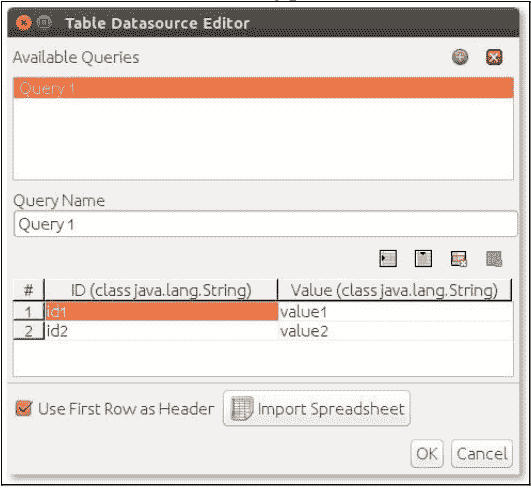 Table Datasource Editor
Available Queries
Query 1
Query Name
Query 1
# ID (class java.lang.String) Value (class java.lang.String)
1 id1 value1
2 id2 value2
Use First Row as Header Import Spreadsheet
OK Cancel